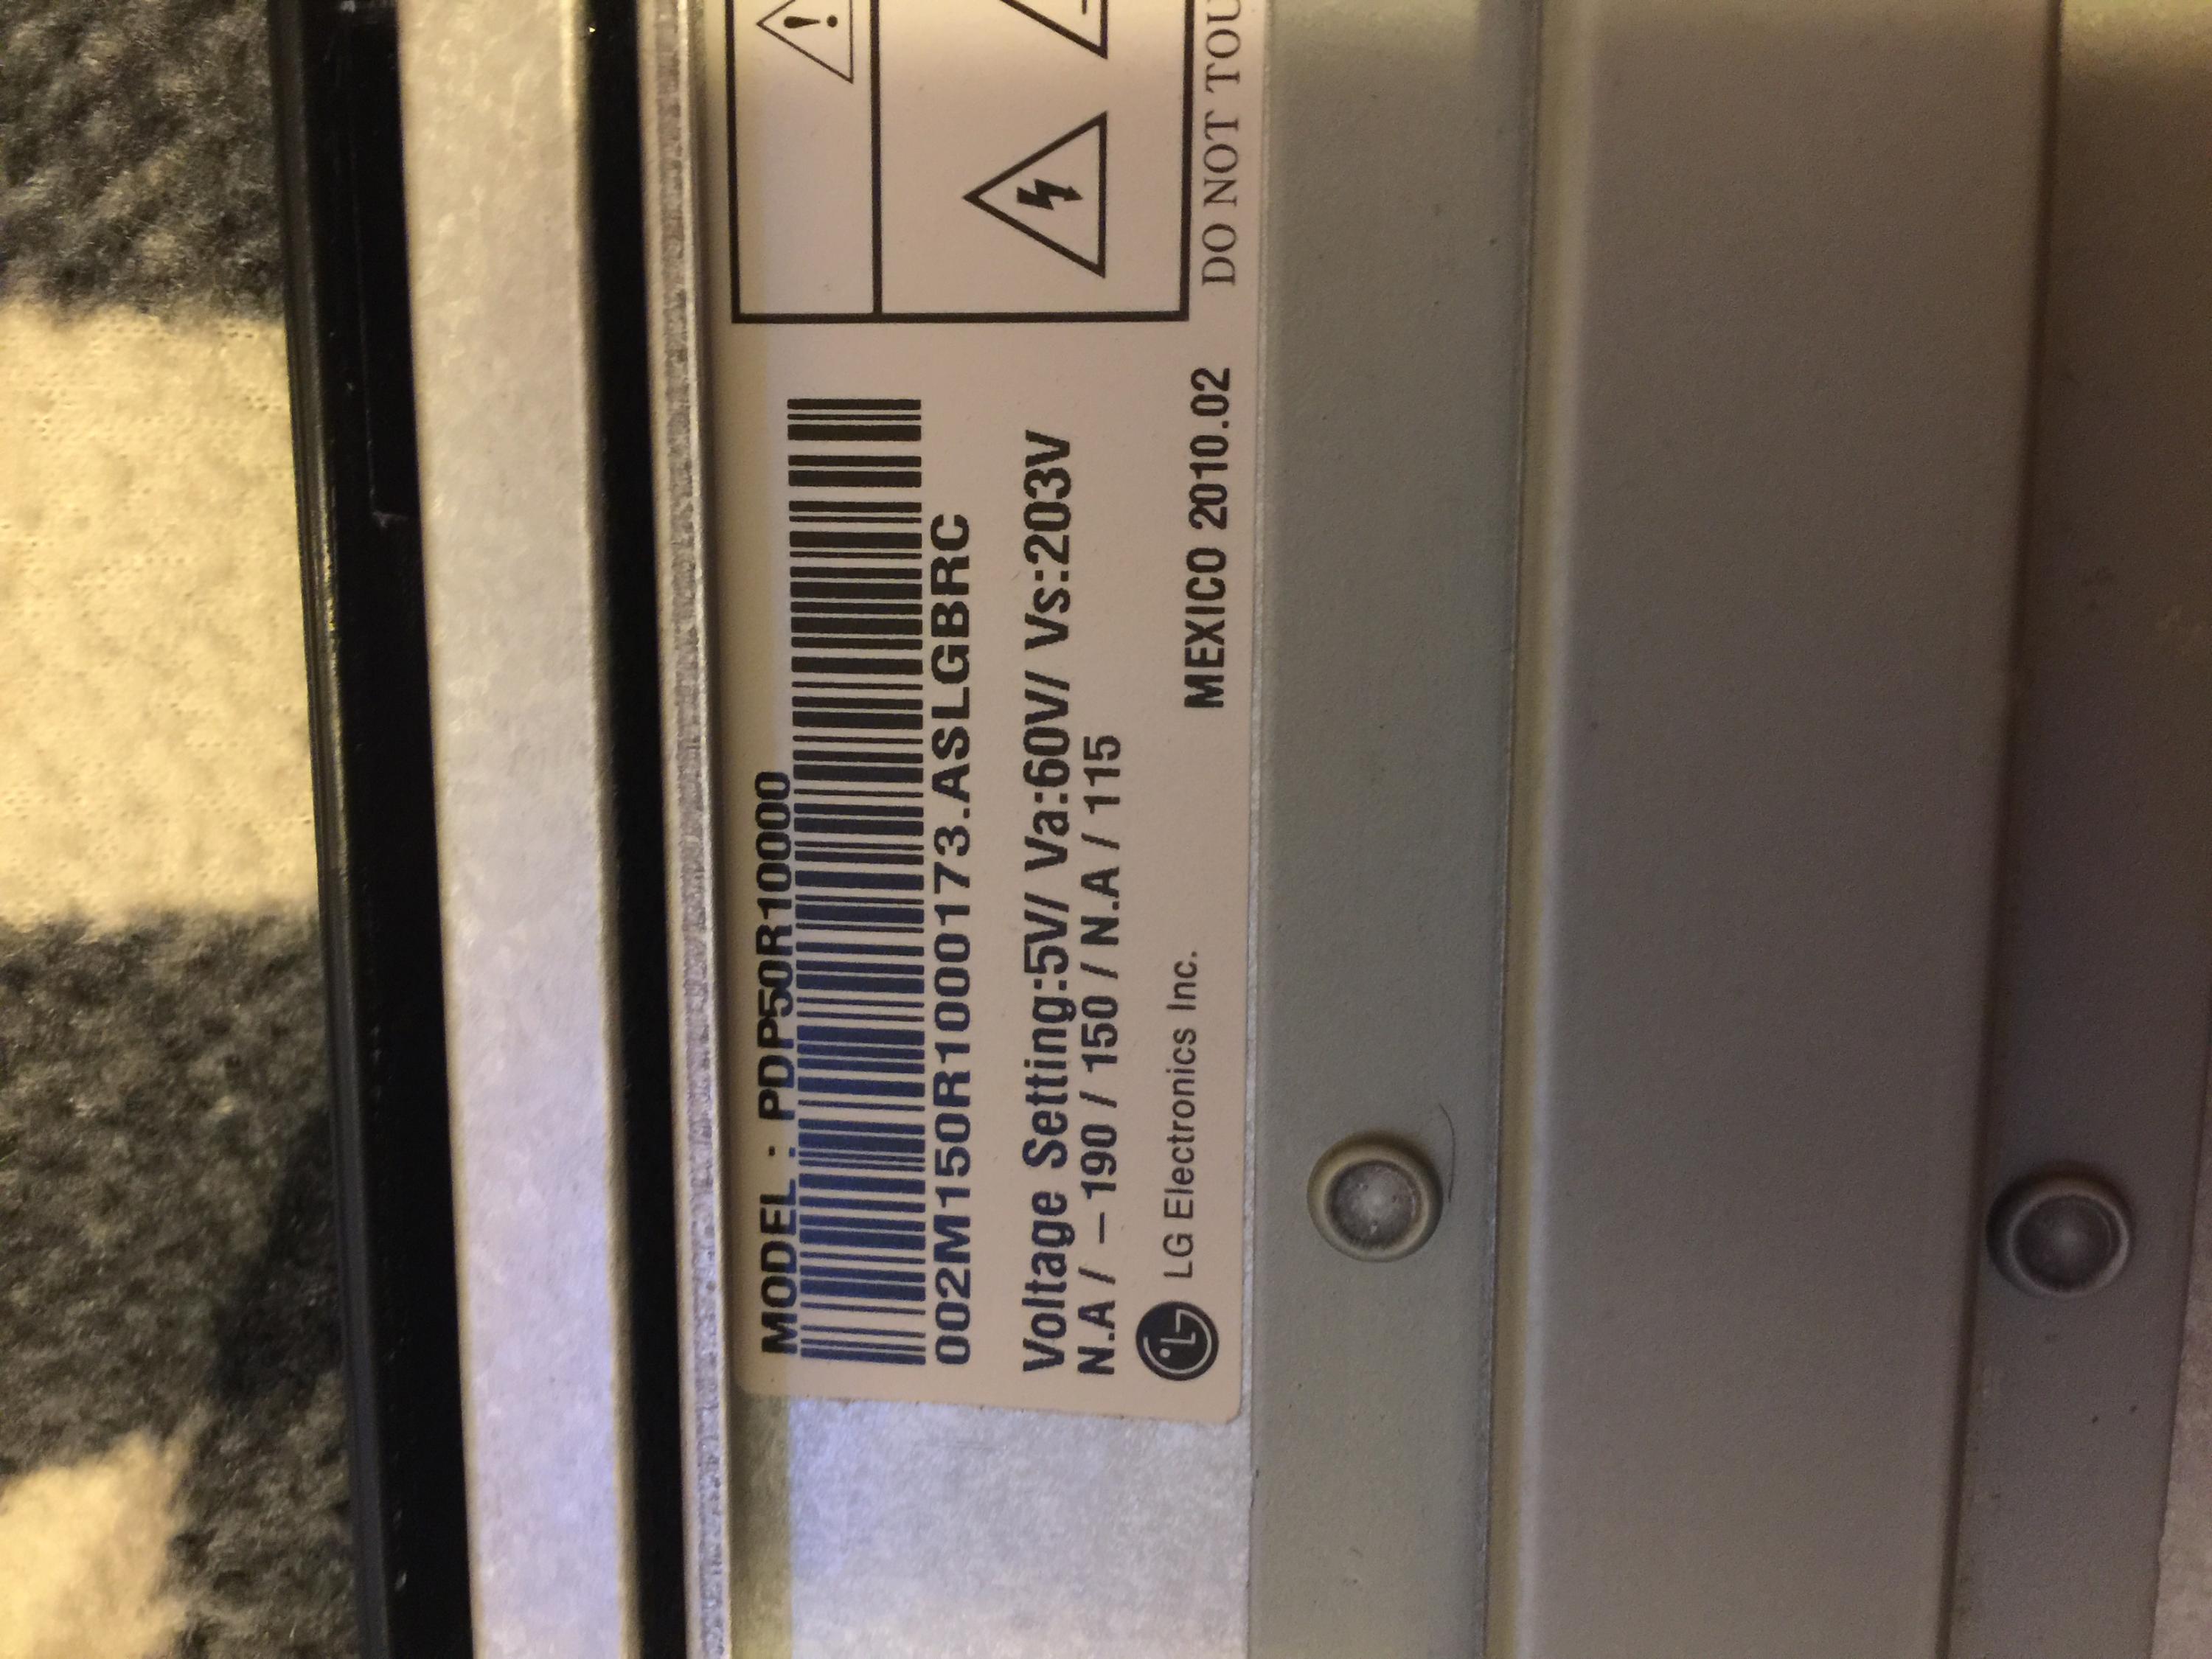 MODEL : PDP50R10000
002M150R1000173.ASLGBRC
Voltage Setting:5V/ Va:60V/ Vs:203V
N.A / – 190 / 150 / N.A / 115
LG Electronics Inc.
MEXICO 2010.02
DO NOT